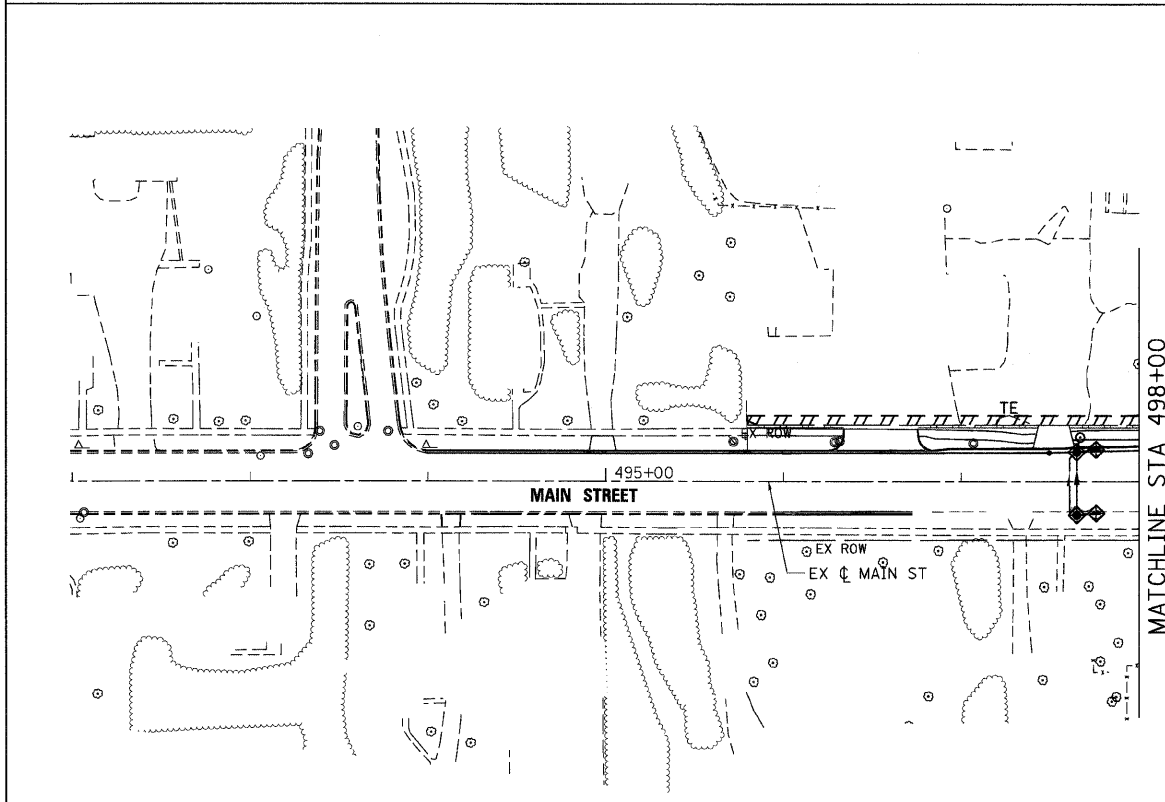 TE
EX ROW
495+00
MAIN STREET
EX ROW
EX ℄ MAIN ST
MATCHLINE STA 498+00